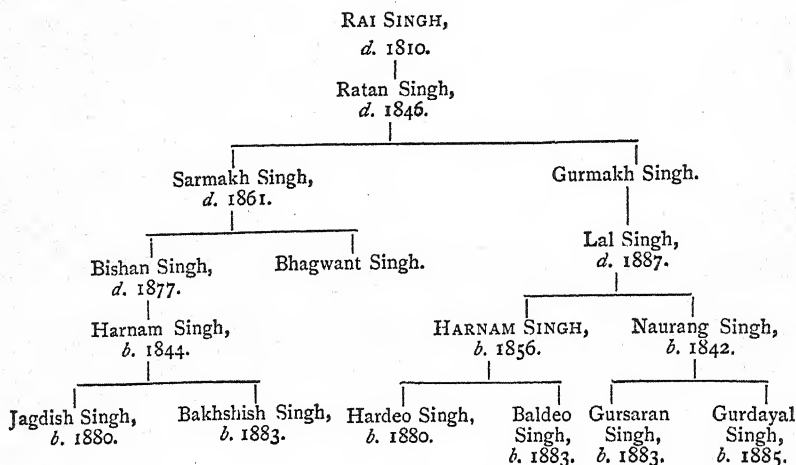 RAI SINGH,
d. 1810.
Ratan Singh,
d. 1846.
Sarmakh Singh,
d. 1861.
Gurmakh Singh.
Bishan Singh,
d. 1877.
Bhagwant Singh.
Lal Singh,
d. 1887.
Harnam Singh,
b. 1844.
HARNAM SINGH,
b. 1856.
Naurang Singh,
b. 1842.
Jagdish Singh,
b. 1880.
Bakhshish Singh,
b. 1883.
Hardeo Singh,
b. 1880.
Baldeo
Singh,
b. 1883.
Gursaran
Singh,
b. 1883.
Gurdayal
Singh,
b. 1885.